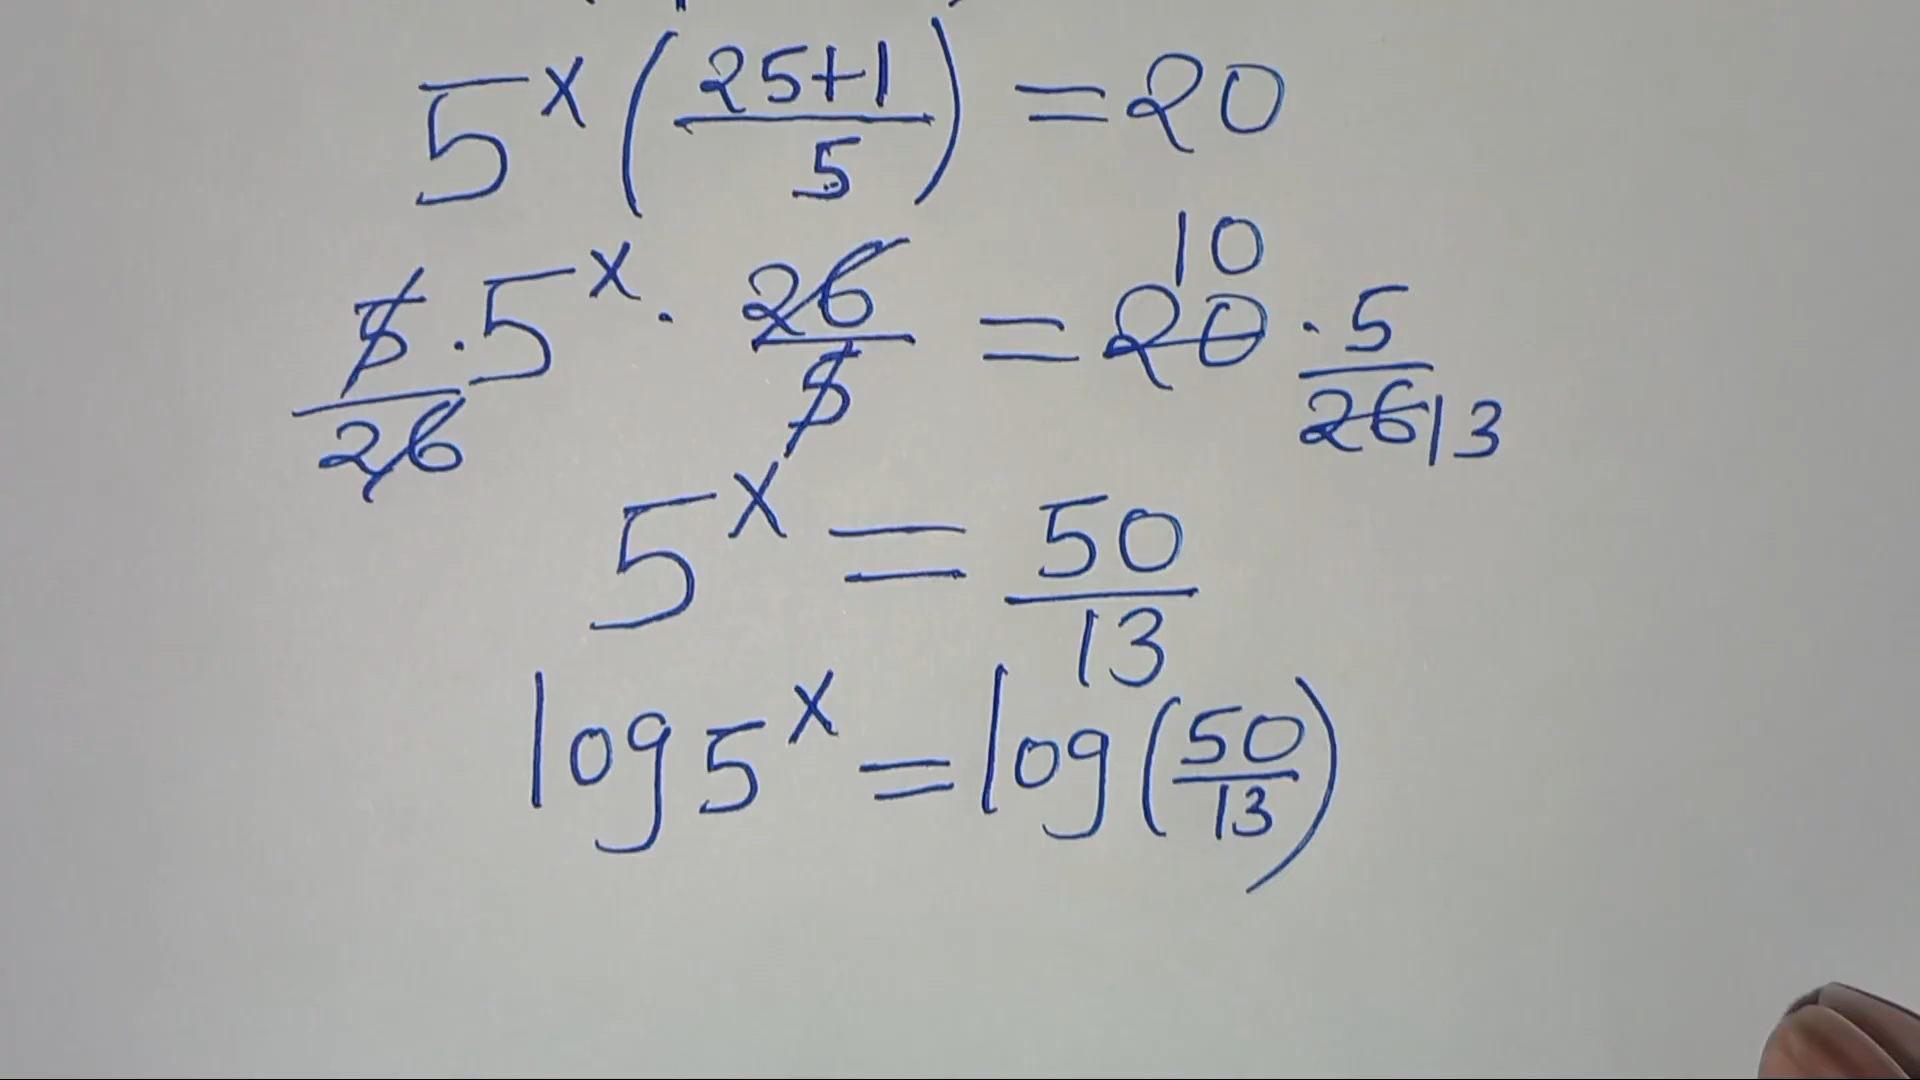 5^x ((25+1)/5) = 20
5/26 · 5^x · 26/5 = 20 10 · 5/26 13
5^x = 50/13
log 5^x = log (50/13)